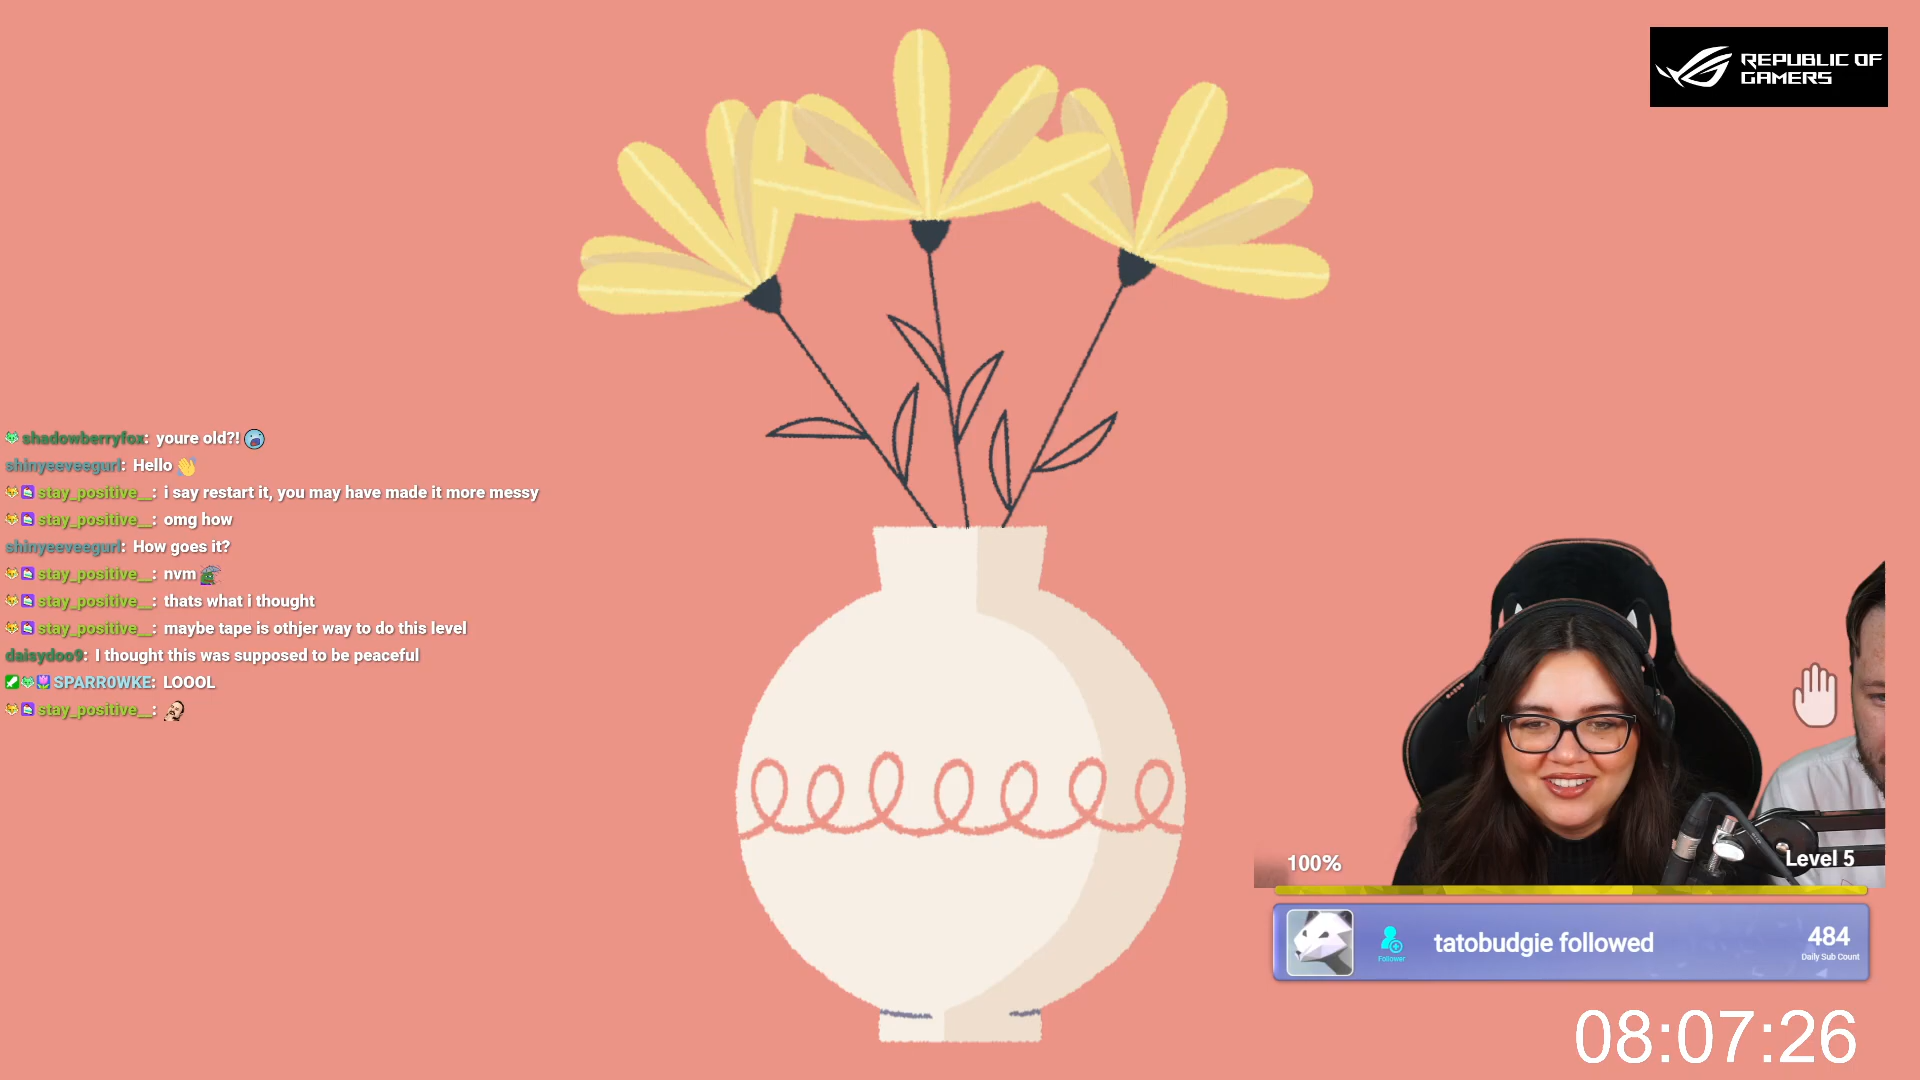 REPUBLIC OF
GAMERS
shadowberryfox: youre old?!
shinyeeveegurl: Hello
stay_positive__: i say restart it, you may have made it more messy
stay_positive__: omg how
shinyeeveegurl: How goes it?
stay_positive__: nvm
stay_positive__: thats what i thought
stay_positive__: maybe tape is othjer way to do this level
daisydoo9: I thought this was supposed to be peaceful
SPARR0WKE: LOOOL
stay_positive__:
100%
Level 5
Follower
tatobudgie followed
484
Daily Sub Count
08:07:26